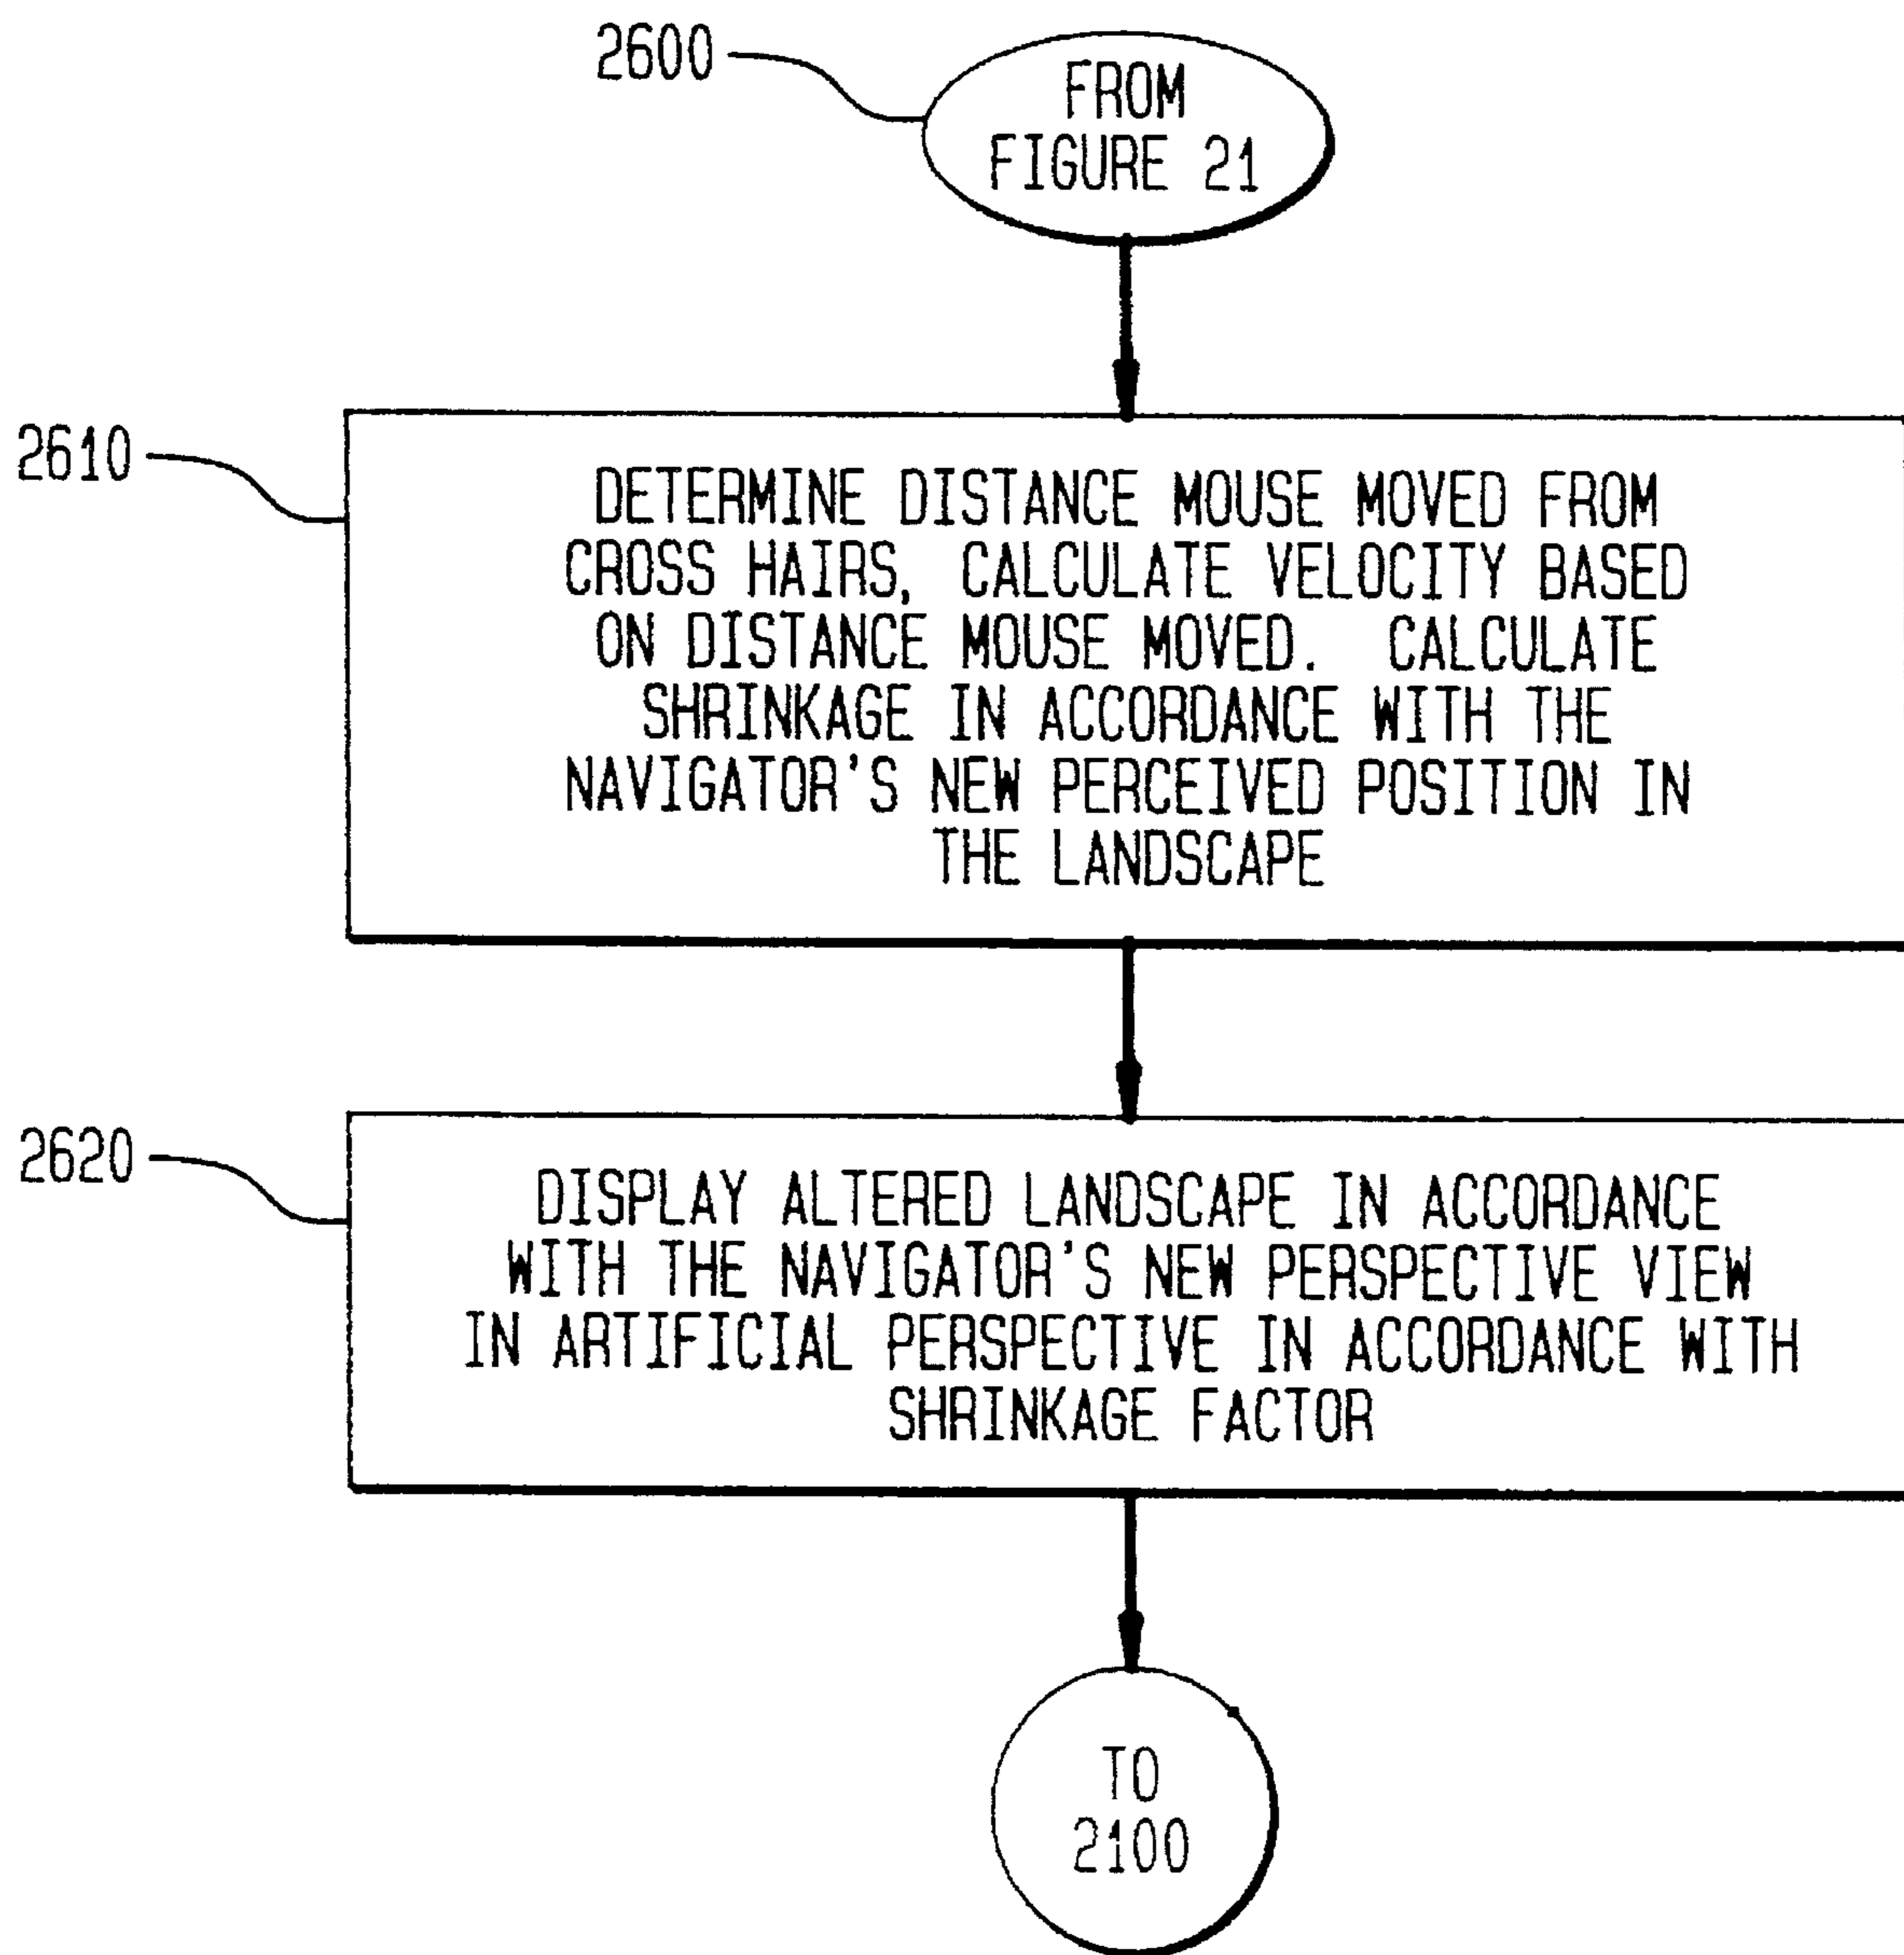 2600
FROM
FIGURE 21
2610
DETERMINE DISTANCE MOUSE MOVED FROM
CROSS HAIRS, CALCULATE VELOCITY BASED
ON DISTANCE MOUSE MOVED. CALCULATE
SHRINKAGE IN ACCORDANCE WITH THE
NAVIGATOR'S NEW PERCEIVED POSITION IN
THE LANDSCAPE
2620
DISPLAY ALTERED LANDSCAPE IN ACCORDANCE
WITH THE NAVIGATOR'S NEW PERSPECTIVE VIEW
IN ARTIFICIAL PERSPECTIVE IN ACCORDANCE WITH
SHRINKAGE FACTOR
TO
2100